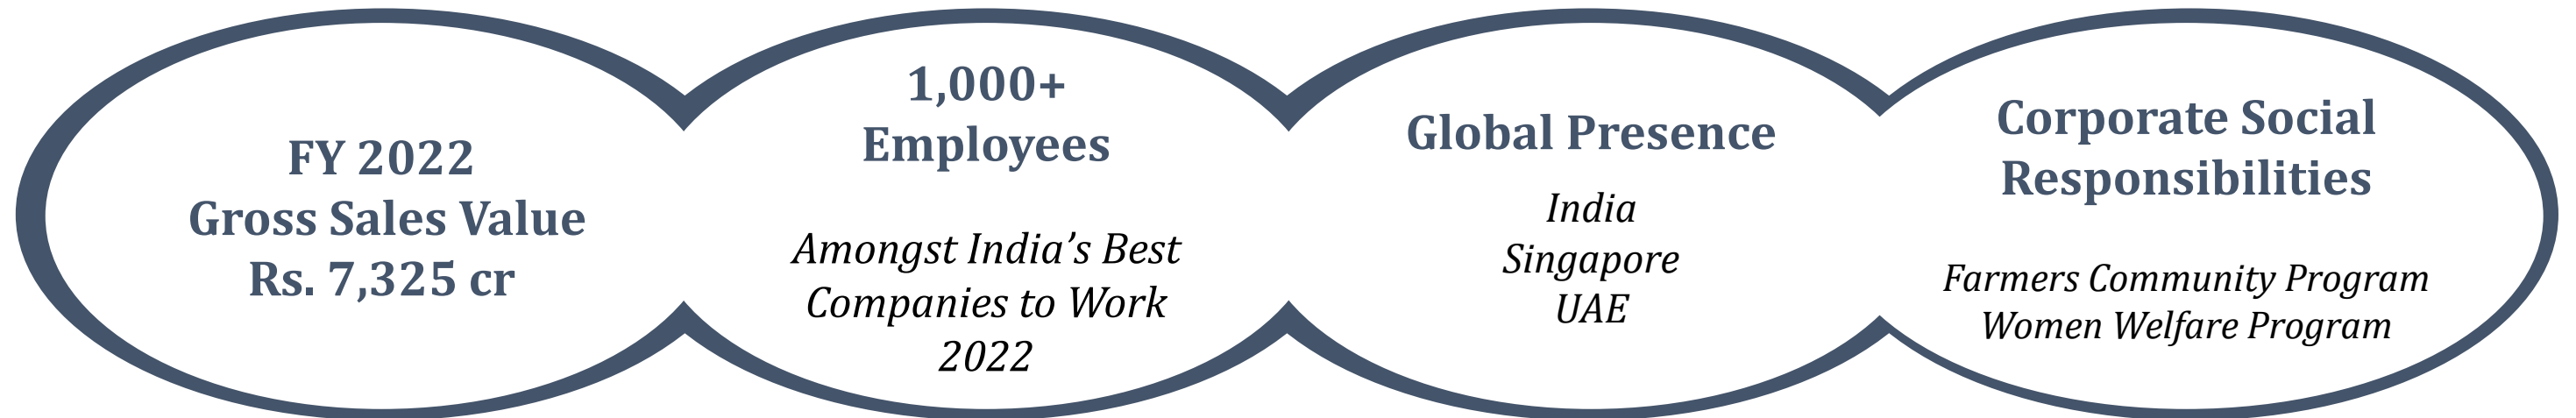 FY 2022
Gross Sales Value
Rs. 7,325 cr
1,000+
Employees
Amongst India’s Best
Companies to Work
2022
Global Presence
India
Singapore
UAE
Corporate Social
Responsibilities
Farmers Community Program
Women Welfare Program